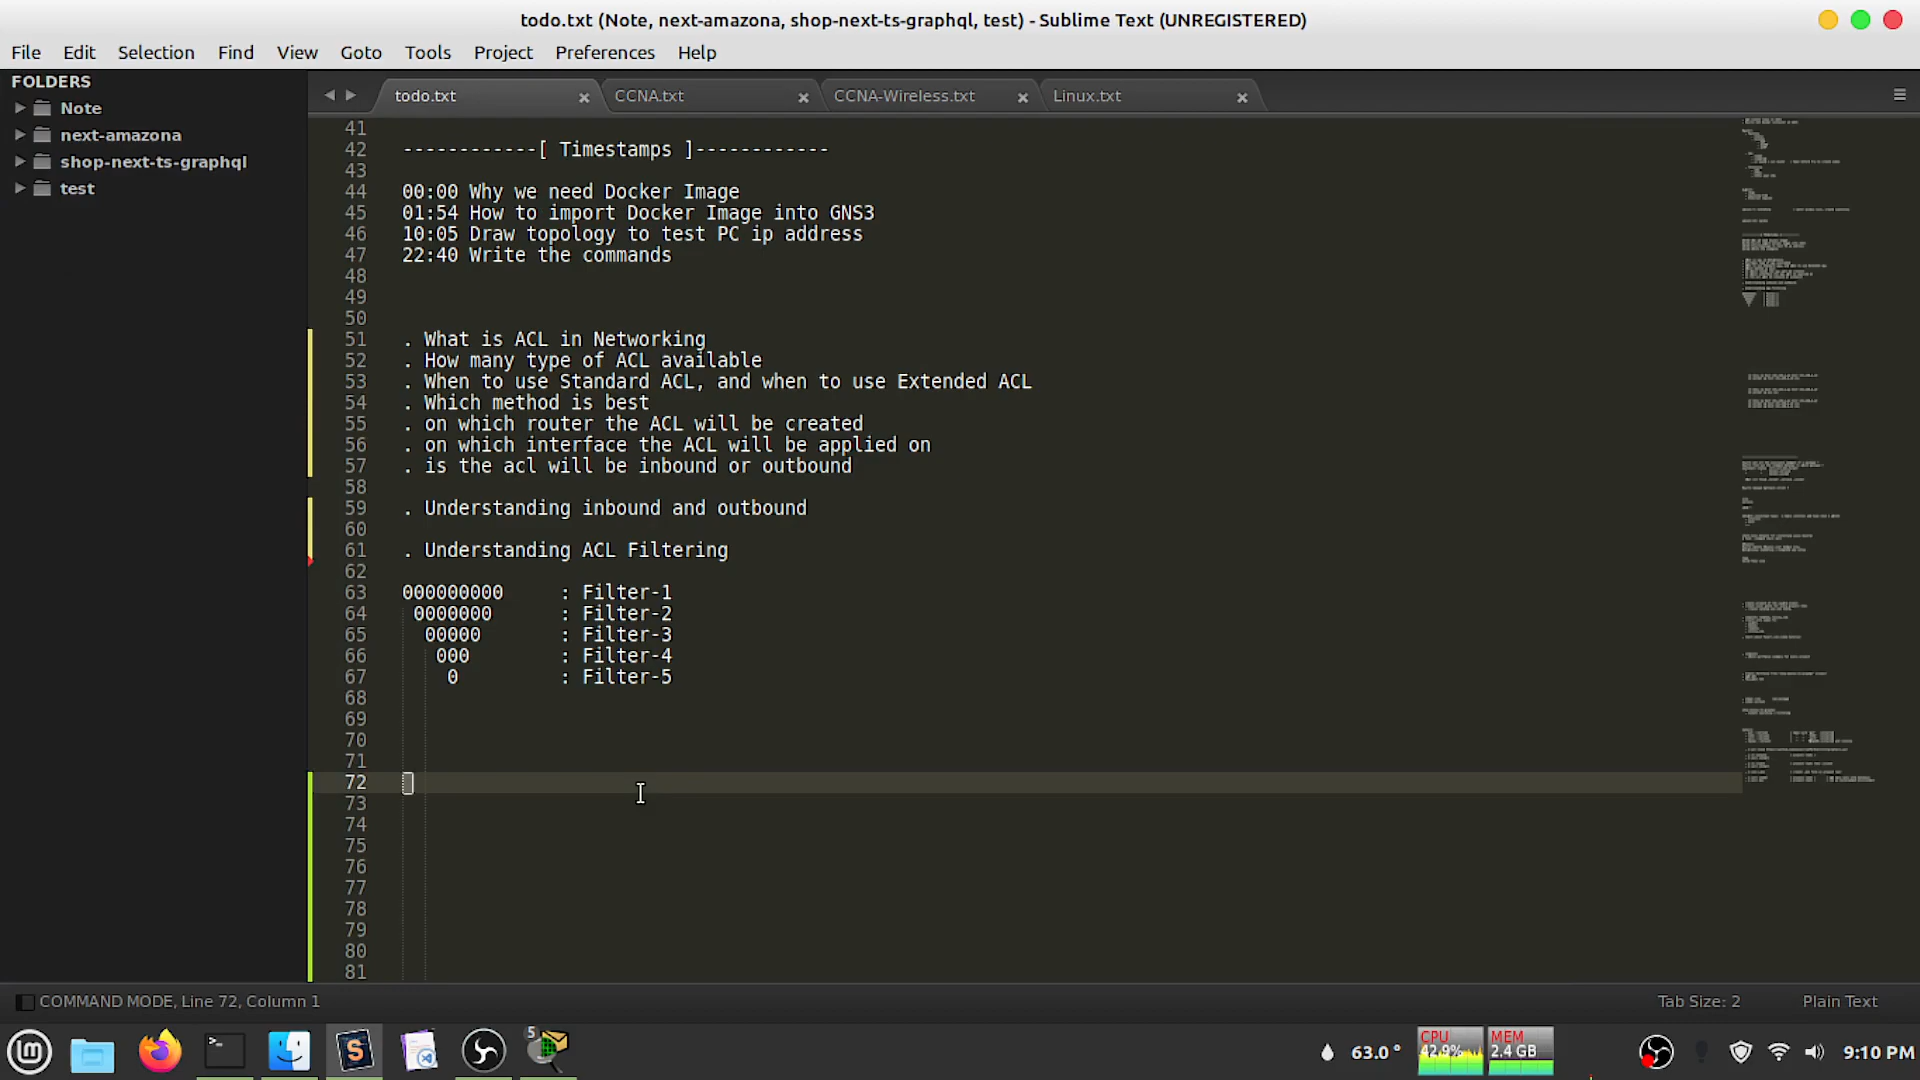 todo.txt (Note, next-amazona, shop-next-ts-graphql, test) - Sublime Text (UNREGISTERED)
File Edit Selection Find View Goto Tools Project Preferences Help
FOLDERS
Note
next-amazona
shop-next-ts-graphql
test
todo.txt CCNA.txt CCNA-Wireless.txt Linux.txt
41
42 ------------[ Timestamps ]------------
43
44 00:00 Why we need Docker Image
45 01:54 How to import Docker Image into GNS3
46 10:05 Draw topology to test PC ip address
47 22:40 Write the commands
48
49
50
51 . What is ACL in Networking
52 . How many type of ACL available
53 . When to use Standard ACL, and when to use Extended ACL
54 . Which method is best
55 . on which router the ACL will be created
56 . on which interface the ACL will be applied on
57 . is the acl will be inbound or outbound
58
59 . Understanding inbound and outbound
60
61 . Understanding ACL Filtering
62
63 000000000 : Filter-1
64 0000000 : Filter-2
65 00000 : Filter-3
66 000 : Filter-4
67 0 : Filter-5
68
69
70
71
72
73
74
75
76
77
78
79
80
81
COMMAND MODE, Line 72, Column 1 Tab Size: 2 Plain Text
5 63.0 ° CPU 42.9% MEM 2.4 GB 9:10 PM